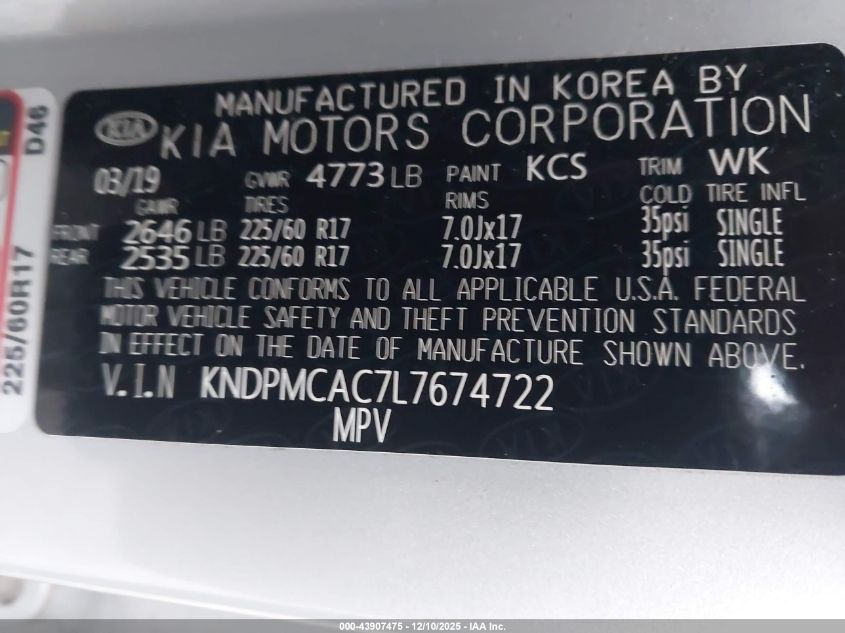 MANUFACTURED IN KOREA BY
KIA KIA MOTORS CORPORATION
03/19 GVWR 4773 LB PAINT KCS TRIM WK
GAWR TIRES RIMS COLD TIRE INFL
FRONT 2646 LB 225/60 R17 7.0Jx17 35psi SINGLE
REAR 2535 LB 225/60 R17 7.0Jx17 35psi SINGLE
THIS VEHICLE CONFORMS TO ALL APPLICABLE U.S.A. FEDERAL
MOTOR VEHICLE SAFETY AND THEFT PREVENTION STANDARDS
IN EFFECT ON THE DATE OF MANUFACTURE SHOWN ABOVE.
V.I.N KNDPMCAC7L7674722
MPV
225/60R17 D46
000-43907475 - 12/10/2025 - IAA Inc.